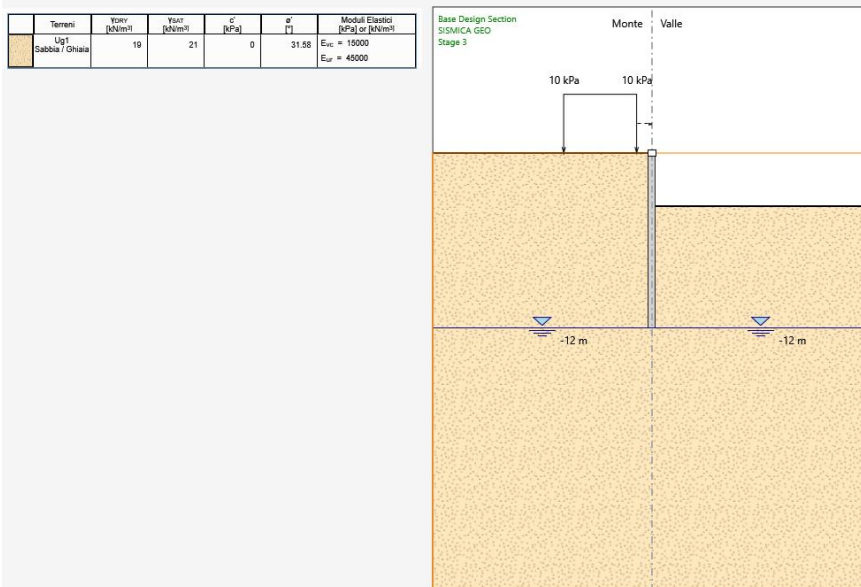 Terreni γDRY [kN/m³] γSAT [kN/m³] c' [kPa] ø' [°] Moduli Elastici [kPa] or [kN/m³]
Ug1 Sabbia / Ghiaia 19 21 0 31.58 Evc = 15000
Eur = 45000
Base Design Section
SISMICA GEO
Stage 3
Monte Valle
10 kPa 10 kPa
-12 m -12 m